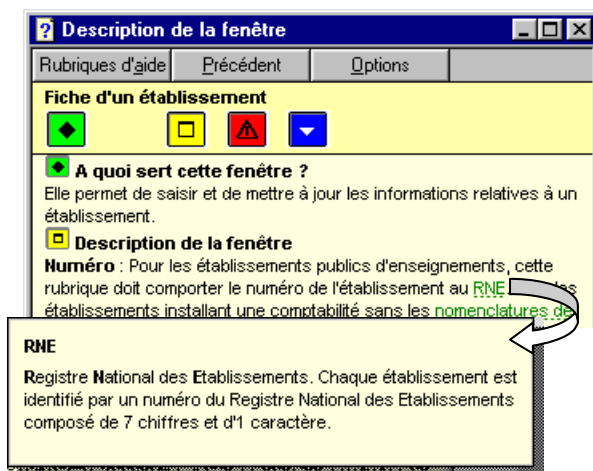 Description de la fenêtre
Rubriques d'aide Précédent Options
Fiche d'un établissement
A quoi sert cette fenêtre ?
Elle permet de saisir et de mettre à jour les informations relatives à un
établissement.
Description de la fenêtre
Numéro : Pour les établissements publics d'enseignements, cette
rubrique doit comporter le numéro de l'établissement au RNE
établissements installant une comptabilité sans les nomenclatures de
RNE
Registre National des Etablissements. Chaque établissement est
identifié par un numéro du Registre National des Etablissements
composé de 7 chiffres et d'1 caractère.